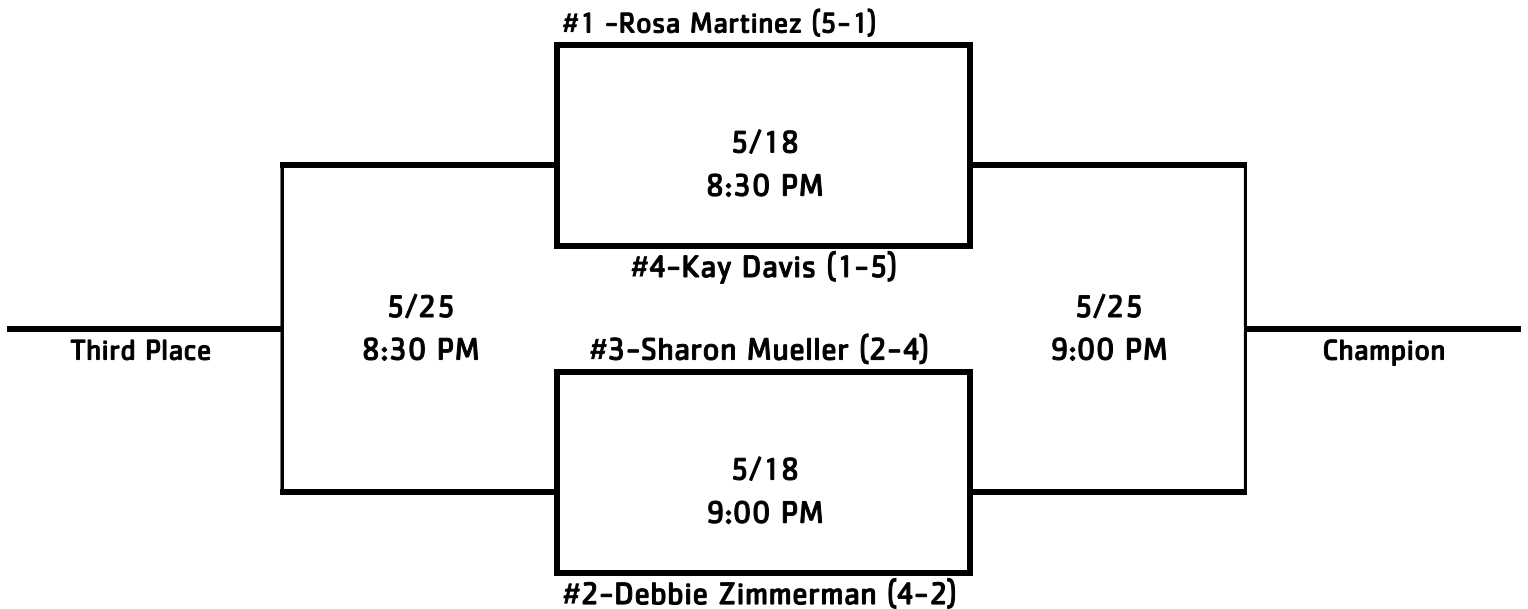 #1 -Rosa Martinez (5-1)
5/18
8:30 PM
#4-Kay Davis (1-5)
5/25
8:30 PM
Third Place
5/25
9:00 PM
Champion
#3-Sharon Mueller (2-4)
5/18
9:00 PM
#2-Debbie Zimmerman (4-2)